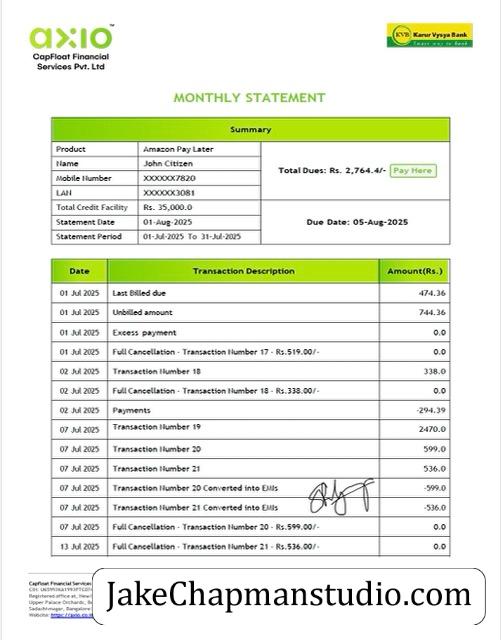 axio™
CapFloat Financial
Services Pvt. Ltd
KVB Karur Vysya Bank
Smart way to Bank
MONTHLY STATEMENT
Summary
Product Amazon Pay Later
Name John Citizen
Mobile Number XXXXXX7820
LAN XXXXXX3081
Total Credit Facility Rs. 35,000.0
Statement Date 01-Aug-2025
Statement Period 01-Jul-2025 To 31-Jul-2025
Total Dues: Rs. 2,764.4/- Pay Here
Due Date: 05-Aug-2025
Date Transaction Description Amount(Rs.)
01 Jul 2025 Last Billed due 474.36
01 Jul 2025 Unbilled amount 744.36
01 Jul 2025 Excess payment 0.0
01 Jul 2025 Full Cancellation - Transaction Number 17 - Rs.519.00/- 0.0
02 Jul 2025 Transaction Number 18 338.0
02 Jul 2025 Full Cancellation - Transaction Number 18 - Rs.338.00/- 0.0
02 Jul 2025 Payments -294.39
07 Jul 2025 Transaction Number 19 2470.0
07 Jul 2025 Transaction Number 20 599.0
07 Jul 2025 Transaction Number 21 536.0
07 Jul 2025 Transaction Number 20 Converted into EMIs -599.0
07 Jul 2025 Transaction Number 21 Converted into EMIs -536.0
07 Jul 2025 Full Cancellation - Transaction Number 20 - Rs.599.00/- 0.0
13 Jul 2025 Full Cancellation - Transaction Number 21 - Rs.536.00/- 0.0
Capfloat Financial Services
Registered office at, New
Upper Palace Orchards,
Sadashivnagar, Bangalore
Website: https://axio.co
JakeChapmanstudio.com